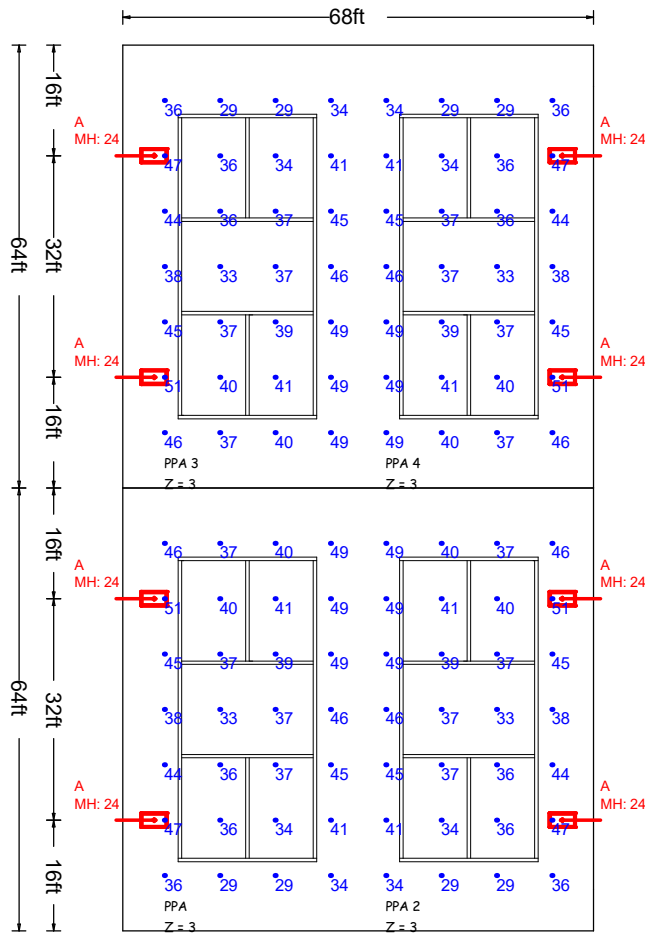 68ft
16ft
36 29 29 34 34 29 29 36
A
MH: 24
A
MH: 24
47 36 34 41 41 34 36 47
44 36 37 45 45 37 36 44
64ft
32ft
38 33 37 46 46 37 33 38
45 37 39 49 49 39 37 45
A
MH: 24
A
MH: 24
51 40 41 49 49 41 40 51
16ft
46 37 40 49 49 40 37 46
PPA 3
Z = 3
PPA 4
Z = 3
16ft
46 37 40 49 49 40 37 46
A
MH: 24
A
MH: 24
51 40 41 49 49 41 40 51
45 37 39 49 49 39 37 45
64ft
32ft
38 33 37 46 46 37 33 38
44 36 37 45 45 37 36 44
A
MH: 24
A
MH: 24
47 36 34 41 41 34 36 47
16ft
36 29 29 34 34 29 29 36
PPA
Z = 3
PPA 2
Z = 3